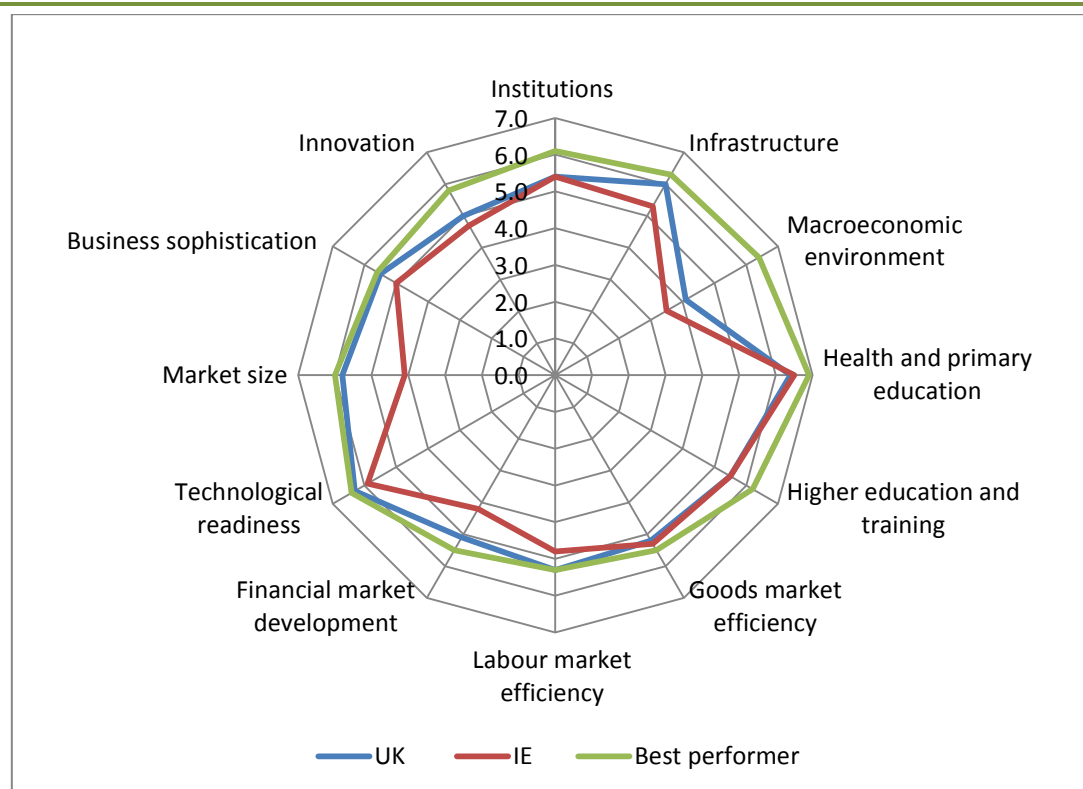 Institutions
7.0
6.0
5.0
4.0
3.0
2.0
1.0
0.0
Infrastructure
Macroeconomic
environment
Health and primary
education
Higher education and
training
Goods market
efficiency
Labour market
efficiency
Financial market
development
Technological
readiness
Market size
Business sophistication
Innovation
UK
IE
Best performer